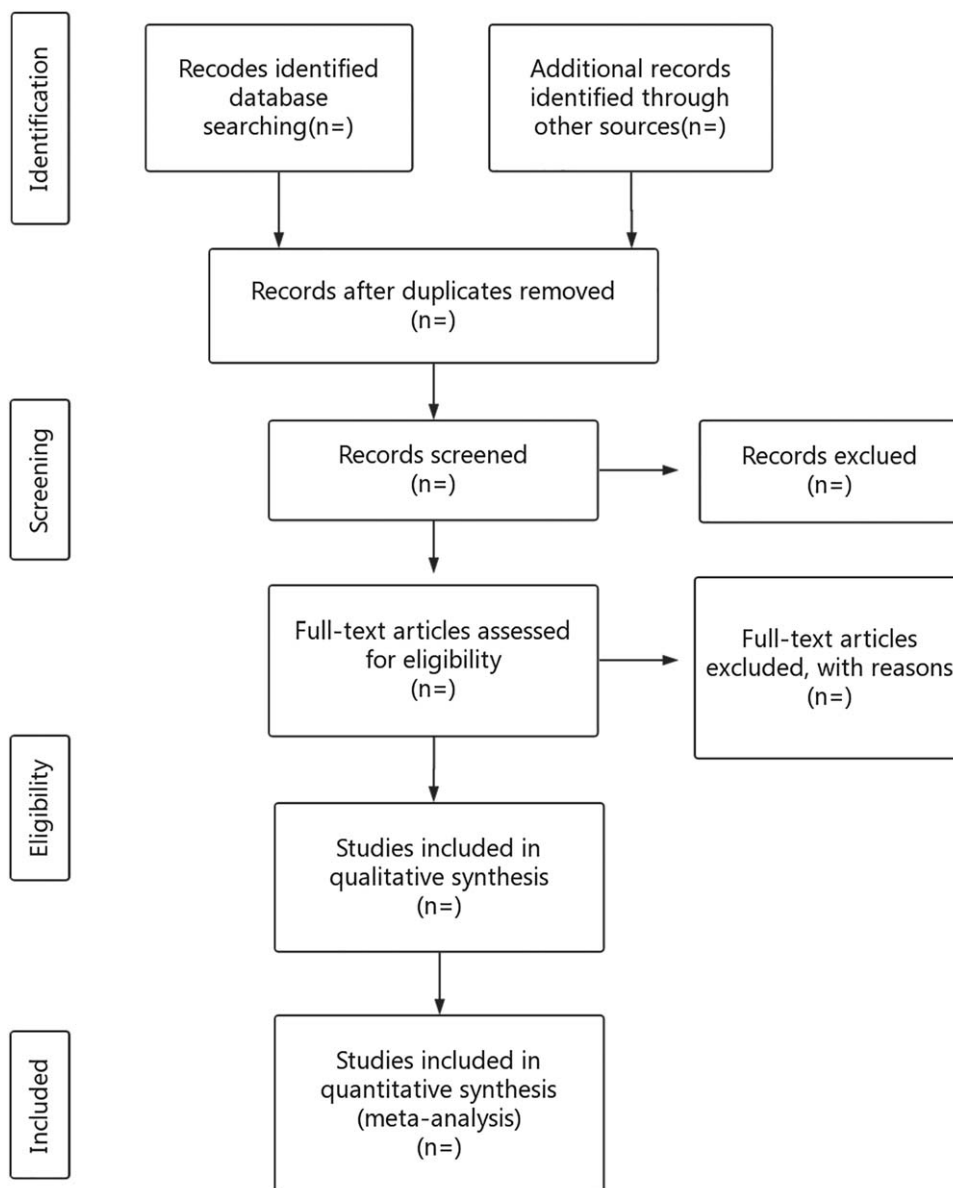 Identification
Recodes identified
database
searching(n=)
Additional records
identified through
other sources(n=)
Records after duplicates removed
(n=)
Screening
Records screened
(n=)
Records exclued
(n=)
Full-text articles assessed
for eligibility
(n=)
Full-text articles
excluded, with reasons
(n=)
Eligibility
Studies included in
qualitative synthesis
(n=)
Included
Studies included in
quantitative synthesis
(meta-analysis)
(n=)